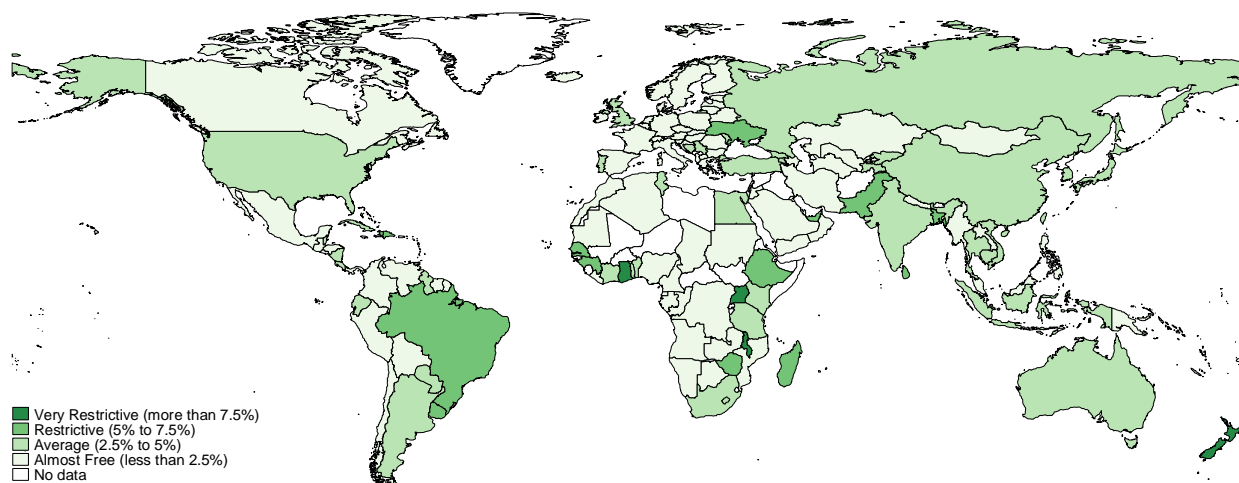 Very Restrictive (more than 7.5%)
Restrictive (5% to 7.5%)
Average (2.5% to 5%)
Almost Free (less than 2.5%)
No data